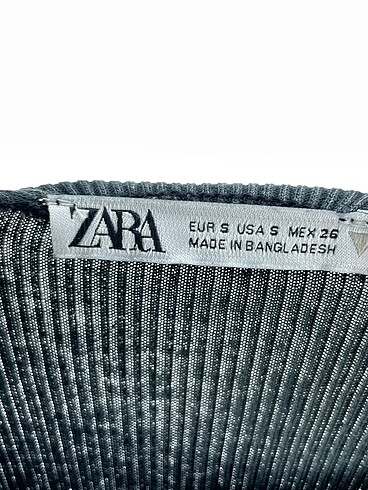 ZARA
EUR S USA S MEX 26
MADE IN BANGLADESH